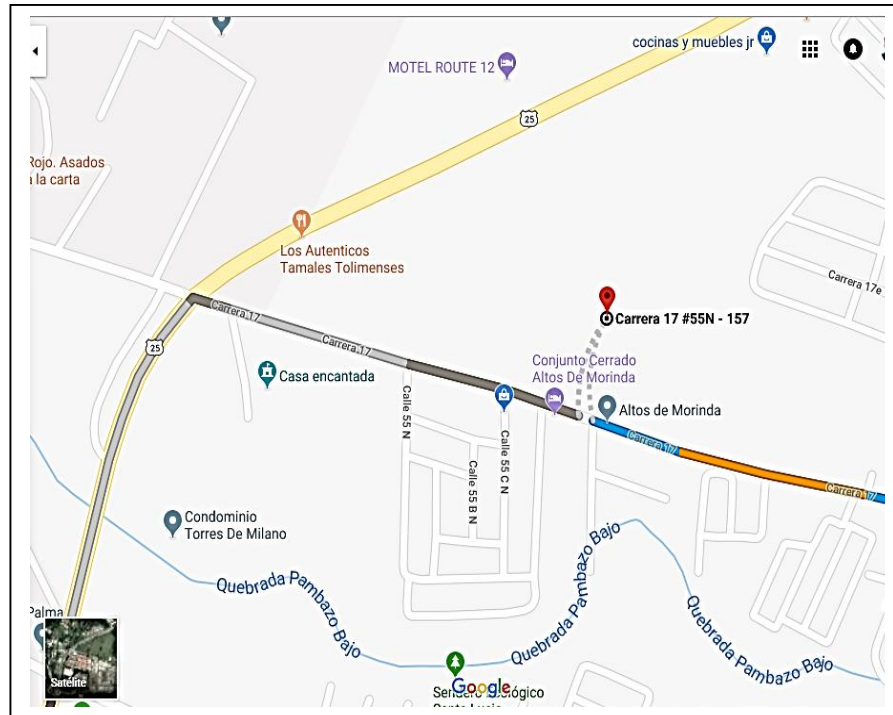 cocinas y muebles jr
MOTEL ROUTE 12
25
Rojo. Asados
a la carta
Los Autenticos
Tamales Tolimenses
Carrera 17e
Carrera 17
Carrera 17 #55N - 157
25
Carrera 17
Conjunto Cerrado
Altos De Morinda
Casa encantada
Altos de Morinda
Calle 55 N
Calle 55 C N
Carrera 17
Calle 55 B N
Carrera 17
Condominio
Torres De Milano
Quebrada Pambazo Bajo
Quebrada Pambazo Bajo
Quebrada Pambazo Bajo
Palma
Satélite
Google